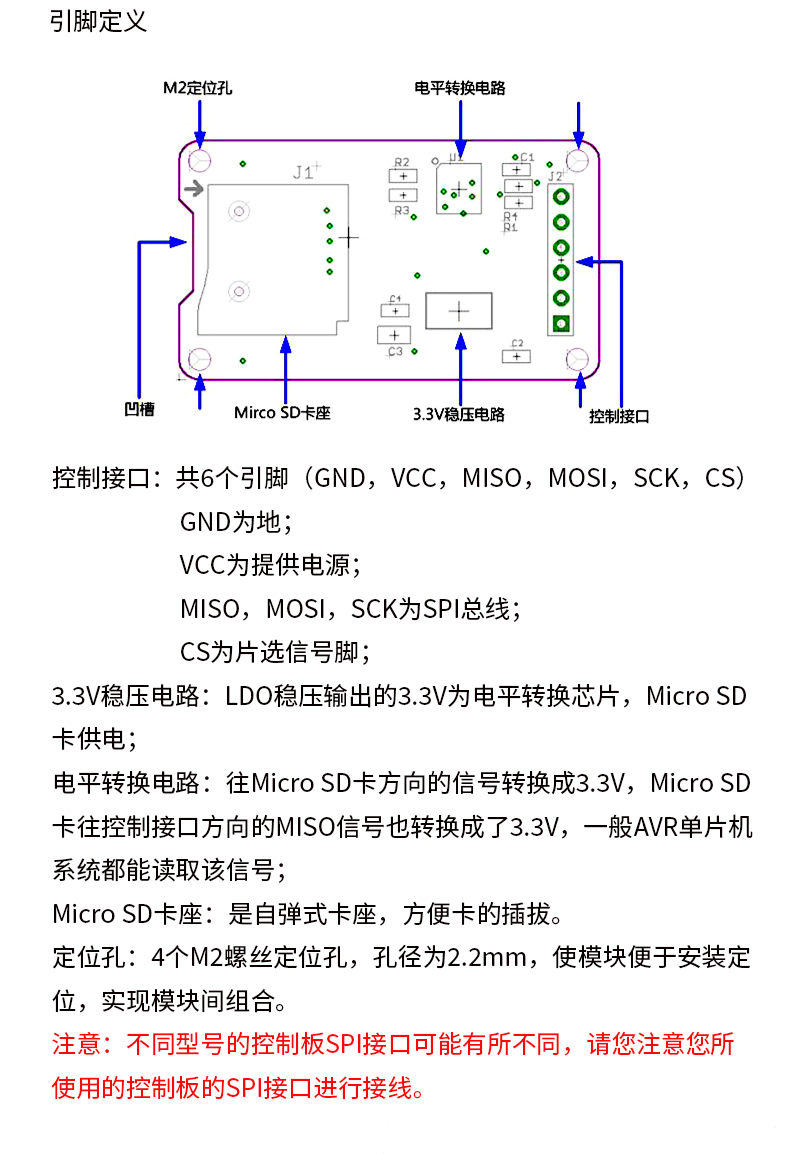 引脚定义
M2定位孔
电平转换电路
J1
R2
R3
U1
C1
J2
R4
R1
C4
C3
C2
凹槽
Mirco SD卡座
3.3V稳压电路
控制接口
控制接口：共6个引脚（GND，VCC，MISO，MOSI，SCK，CS）
GND为地；
VCC为提供电源；
MISO，MOSI，SCK为SPI总线；
CS为片选信号脚；
3.3V稳压电路：LDO稳压输出的3.3V为电平转换芯片，Micro SD
卡供电；
电平转换电路：往Micro SD卡方向的信号转换成3.3V，Micro SD
卡往控制接口方向的MISO信号也转换成了3.3V，一般AVR单片机
系统都能读取该信号；
Micro SD卡座：是自弹式卡座，方便卡的插拔。
定位孔：4个M2螺丝定位孔，孔径为2.2mm，使模块便于安装定
位，实现模块间组合。
注意：不同型号的控制板SPI接口可能有所不同，请您注意您所
使用的控制板的SPI接口进行接线。